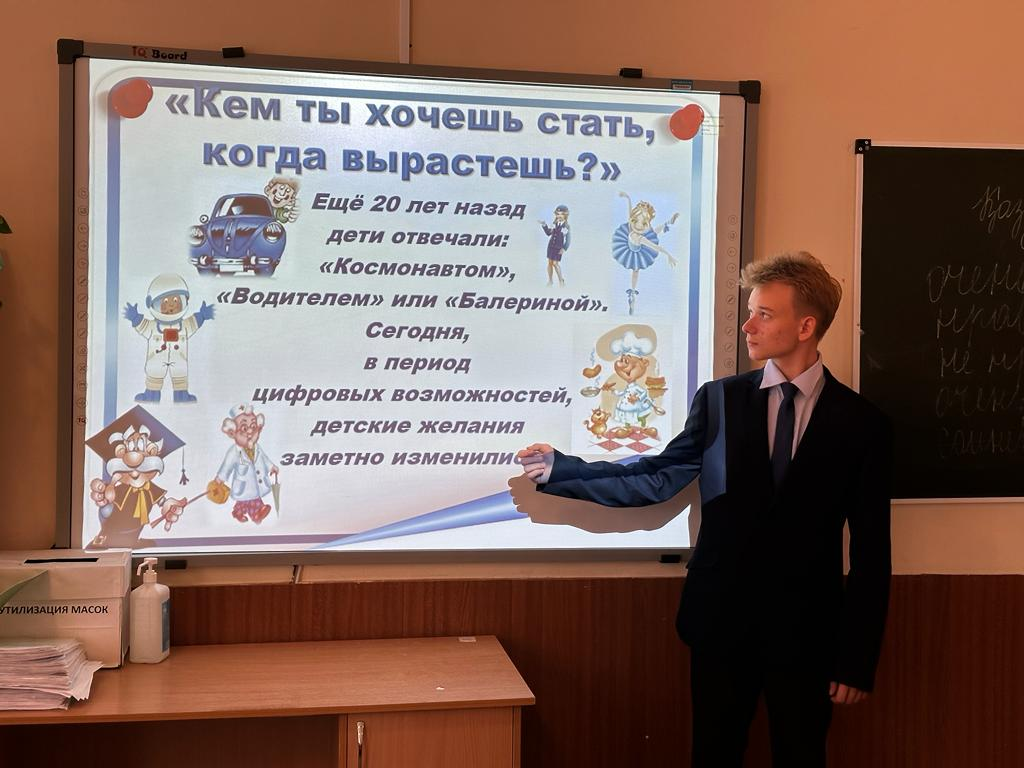 IQ Board
«Кем ты хочешь стать,
когда вырастешь?»
Ещё 20 лет назад
дети отвечали:
«Космонавтом»,
«Водителем» или «Балериной».
Сегодня,
в период
цифровых возможностей,
детские желания
заметно
УТИЛИЗАЦИЯ МАСОК